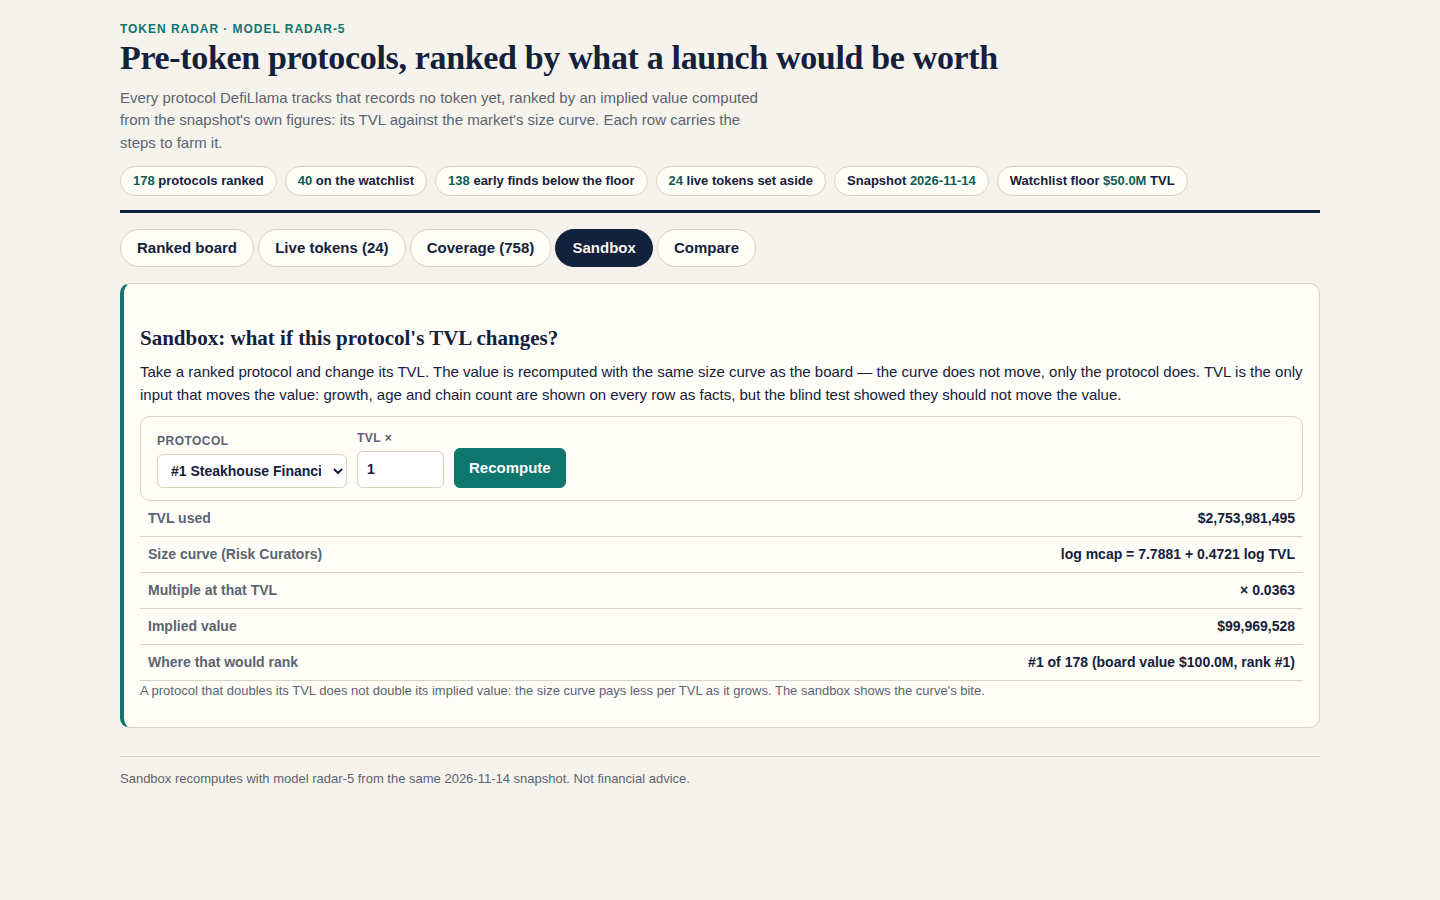 TOKEN RADAR · MODEL RADAR-5
Pre-token protocols, ranked by what a launch would be worth
Every protocol DefiLlama tracks that records no token yet, ranked by an implied value computed
from the snapshot's own figures: its TVL against the market's size curve. Each row carries the
steps to farm it.
178 protocols ranked
40 on the watchlist
138 early finds below the floor
24 live tokens set aside
Snapshot 2026-11-14
Watchlist floor $50.0M TVL
Ranked board
Live tokens (24)
Coverage (758)
Sandbox
Compare
Sandbox: what if this protocol's TVL changes?
Take a ranked protocol and change its TVL. The value is recomputed with the same size curve as the board — the curve does not move, only the protocol does. TVL is the only
input that moves the value: growth, age and chain count are shown on every row as facts, but the blind test showed they should not move the value.
PROTOCOL
TVL ×
#1 Steakhouse Financi
1
Recompute
TVL used $2,753,981,495
Size curve (Risk Curators) log mcap = 7.7881 + 0.4721 log TVL
Multiple at that TVL × 0.0363
Implied value $99,969,528
Where that would rank #1 of 178 (board value $100.0M, rank #1)
A protocol that doubles its TVL does not double its implied value: the size curve pays less per TVL as it grows. The sandbox shows the curve's bite.
Sandbox recomputes with model radar-5 from the same 2026-11-14 snapshot. Not financial advice.